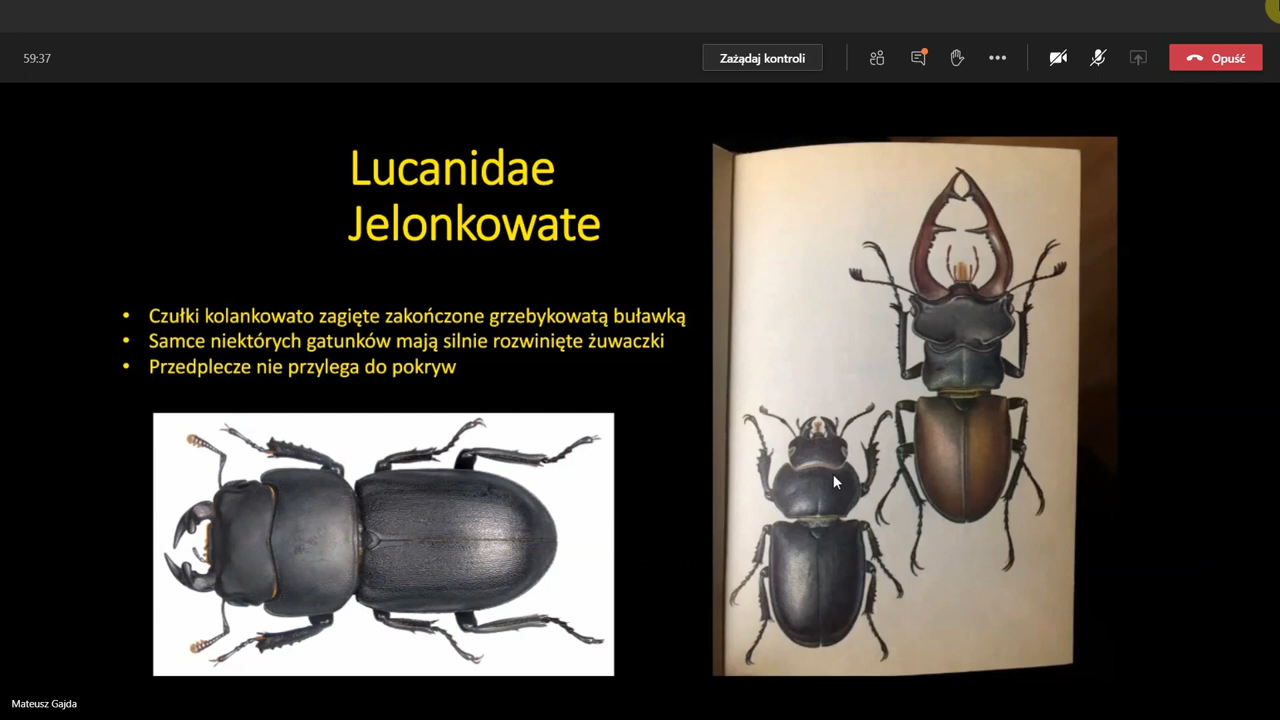 59:37
Zażądaj kontroli
Opuść
Lucanidae
Jelonkowate
• Czułki kolankowato zagięte zakończone grzebykowatą buławką
• Samce niektórych gatunków mają silnie rozwinięte żuwaczki
• Przedplecze nie przylega do pokryw
Mateusz Gajda